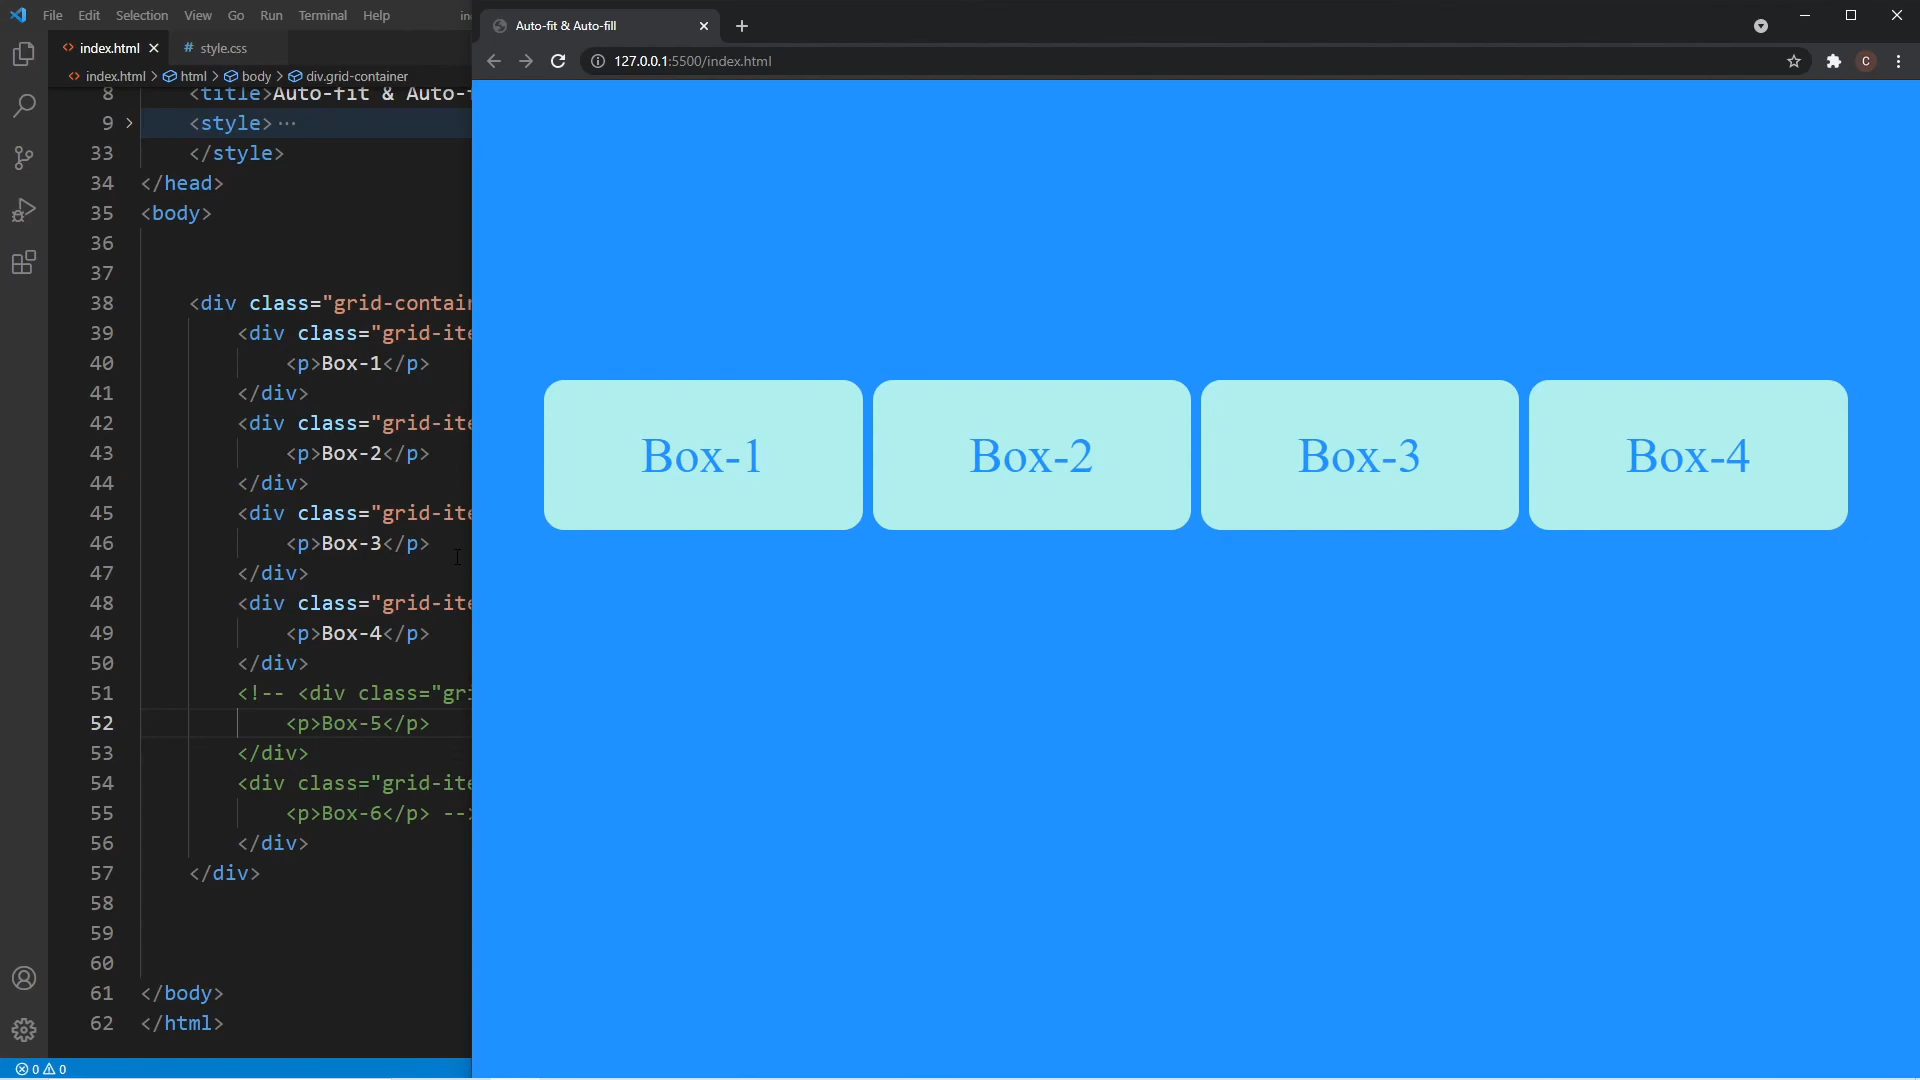 File Edit Selection View Go Run Terminal Help
index.html style.css
index.html > html > body > div.grid-container
8 <title>Auto-fit & Auto-
9 <style> ···
33 </style>
34 </head>
35 <body>
36
37
38 <div class="grid-contain
39 <div class="grid-ite
40 <p>Box-1</p>
41 </div>
42 <div class="grid-ite
43 <p>Box-2</p>
44 </div>
45 <div class="grid-ite
46 <p>Box-3</p>
47 </div>
48 <div class="grid-ite
49 <p>Box-4</p>
50 </div>
51 <!-- <div class="gri
52 <p>Box-5</p>
53 </div>
54 <div class="grid-ite
55 <p>Box-6</p> --
56 </div>
57 </div>
58
59
60
61 </body>
62 </html>
0 0
Auto-fit & Auto-fill
127.0.0.1:5500/index.html
C
Box-1 Box-2 Box-3 Box-4